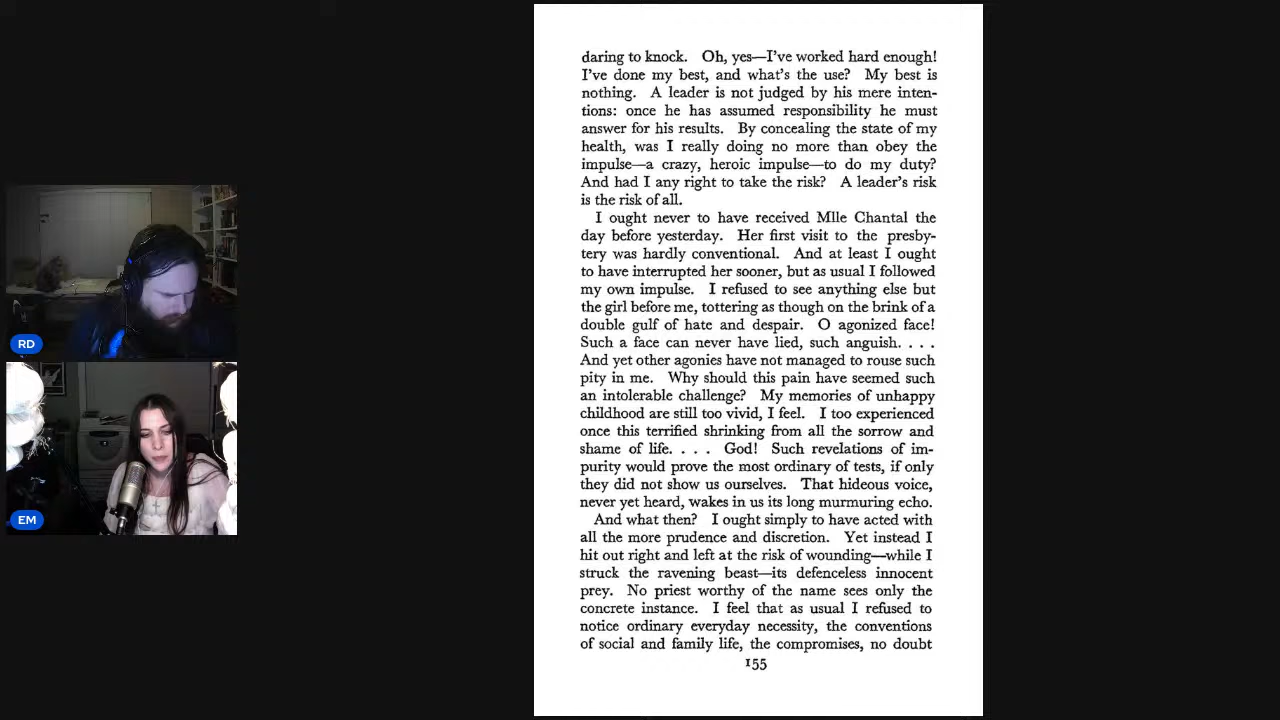 daring to knock. Oh, yes—I've worked hard enough!
I've done my best, and what's the use? My best is
nothing. A leader is not judged by his mere inten-
tions: once he has assumed responsibility he must
answer for his results. By concealing the state of my
health, was I really doing no more than obey the
impulse—a crazy, heroic impulse—to do my duty?
And had I any right to take the risk? A leader's risk
is the risk of all.
I ought never to have received Mlle Chantal the
day before yesterday. Her first visit to the presby-
tery was hardly conventional. And at least I ought
to have interrupted her sooner, but as usual I followed
my own impulse. I refused to see anything else but
the girl before me, tottering as though on the brink of a
double gulf of hate and despair. O agonized face!
Such a face can never have lied, such anguish. . . .
And yet other agonies have not managed to rouse such
pity in me. Why should this pain have seemed such
an intolerable challenge? My memories of unhappy
childhood are still too vivid, I feel. I too experienced
once this terrified shrinking from all the sorrow and
shame of life. . . . God! Such revelations of im-
purity would prove the most ordinary of tests, if only
they did not show us ourselves. That hideous voice,
never yet heard, wakes in us its long murmuring echo.
And what then? I ought simply to have acted with
all the more prudence and discretion. Yet instead I
hit out right and left at the risk of wounding—while I
struck the ravening beast—its defenceless innocent
prey. No priest worthy of the name sees only the
concrete instance. I feel that as usual I refused to
notice ordinary everyday necessity, the conventions
of social and family life, the compromises, no doubt
155
RD
EM